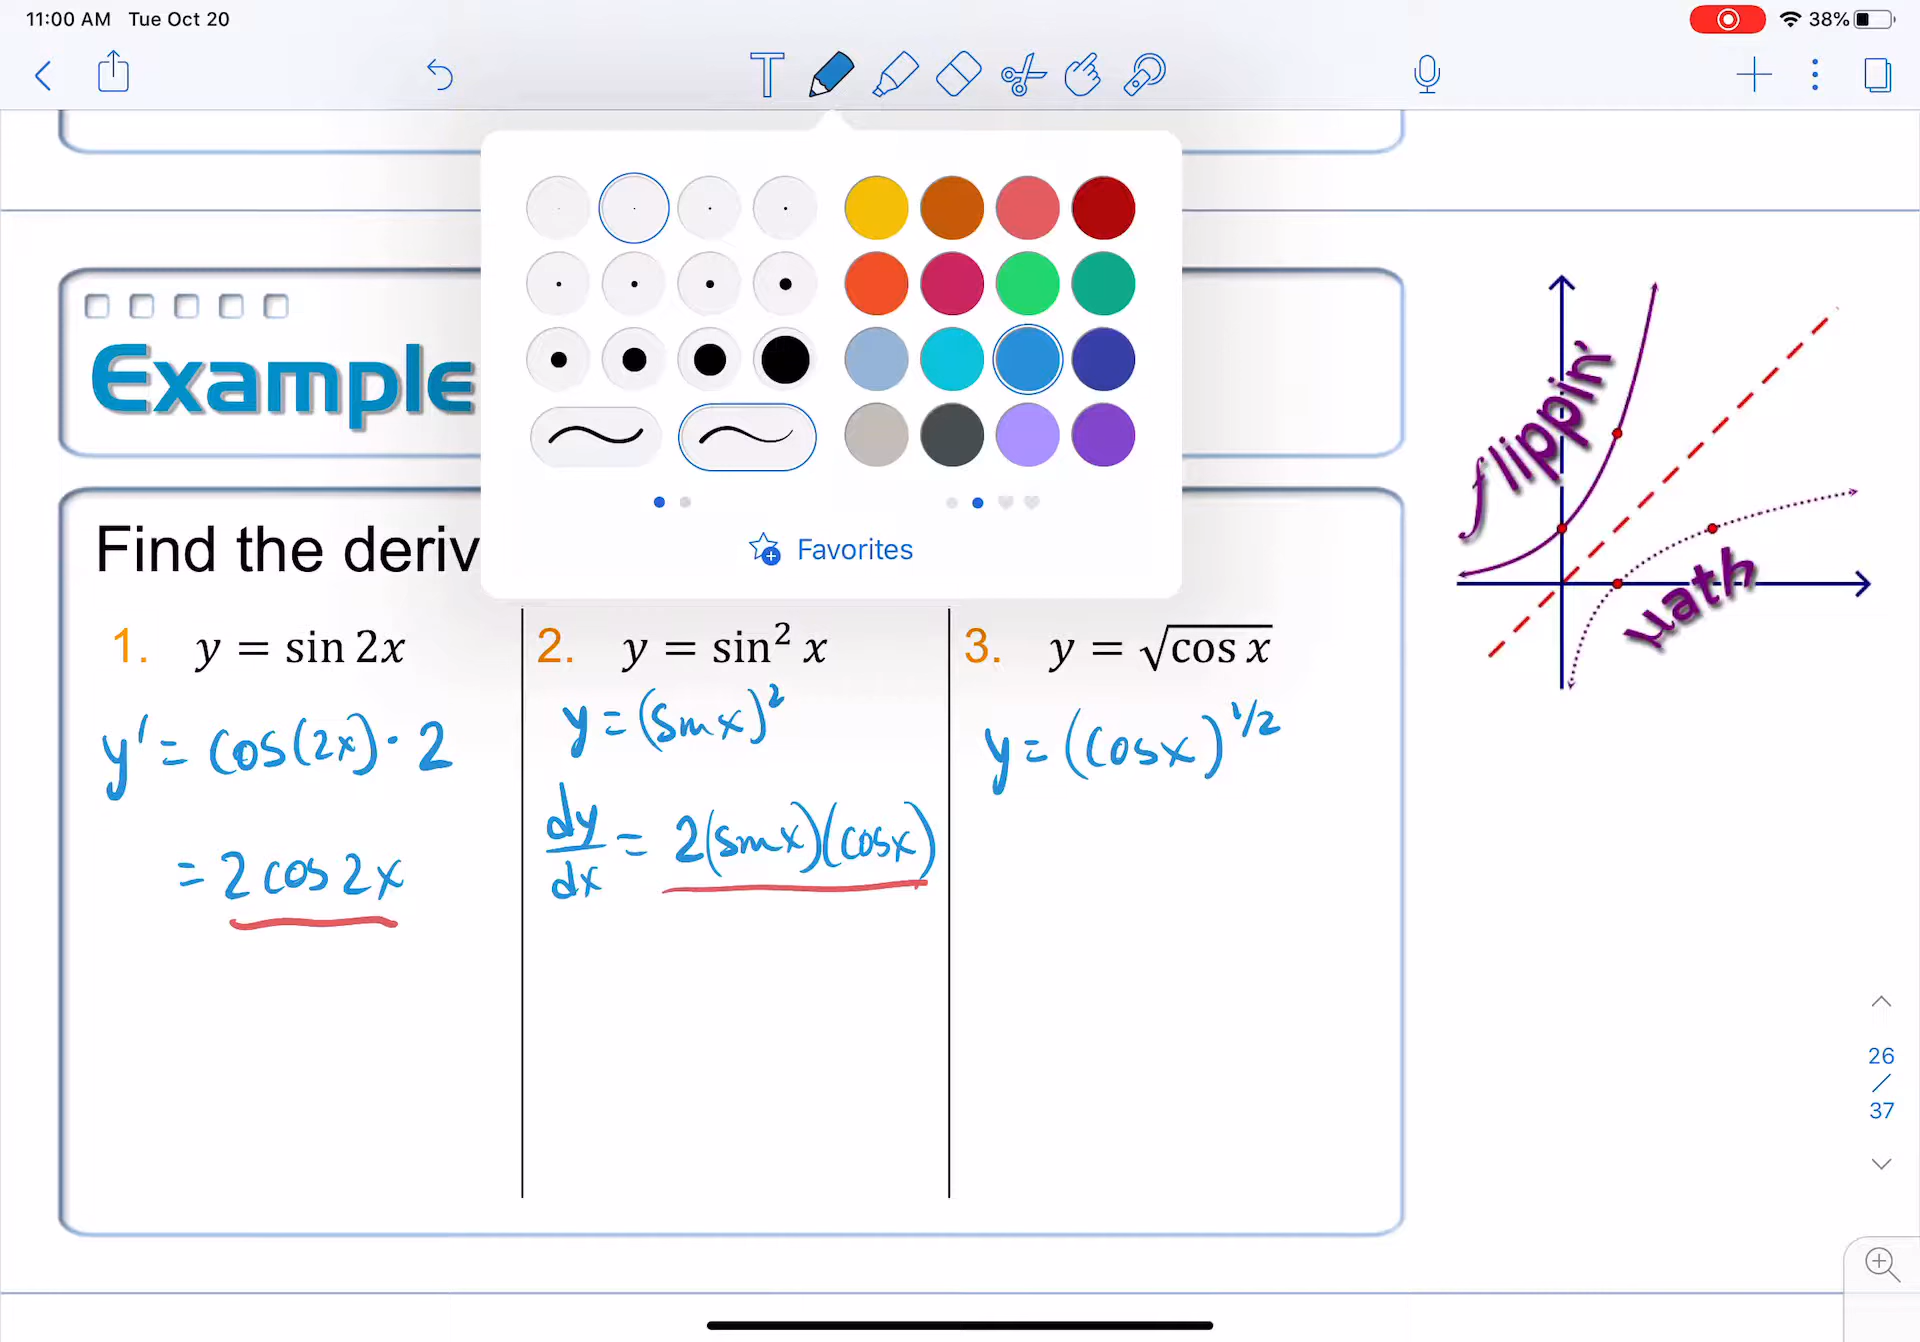 11:00 AM Tue Oct 20
38%
T
Favorites
Example
Find the deriv
1. y = sin 2x
y' = cos(2x) · 2
= 2 cos 2x
2. y = sin² x
y = (sin x)²
dy/dx = 2(sin x)(cos x)
3. y = √cos x
y = (cos x)^1/2
flippin'
math
26
/
37